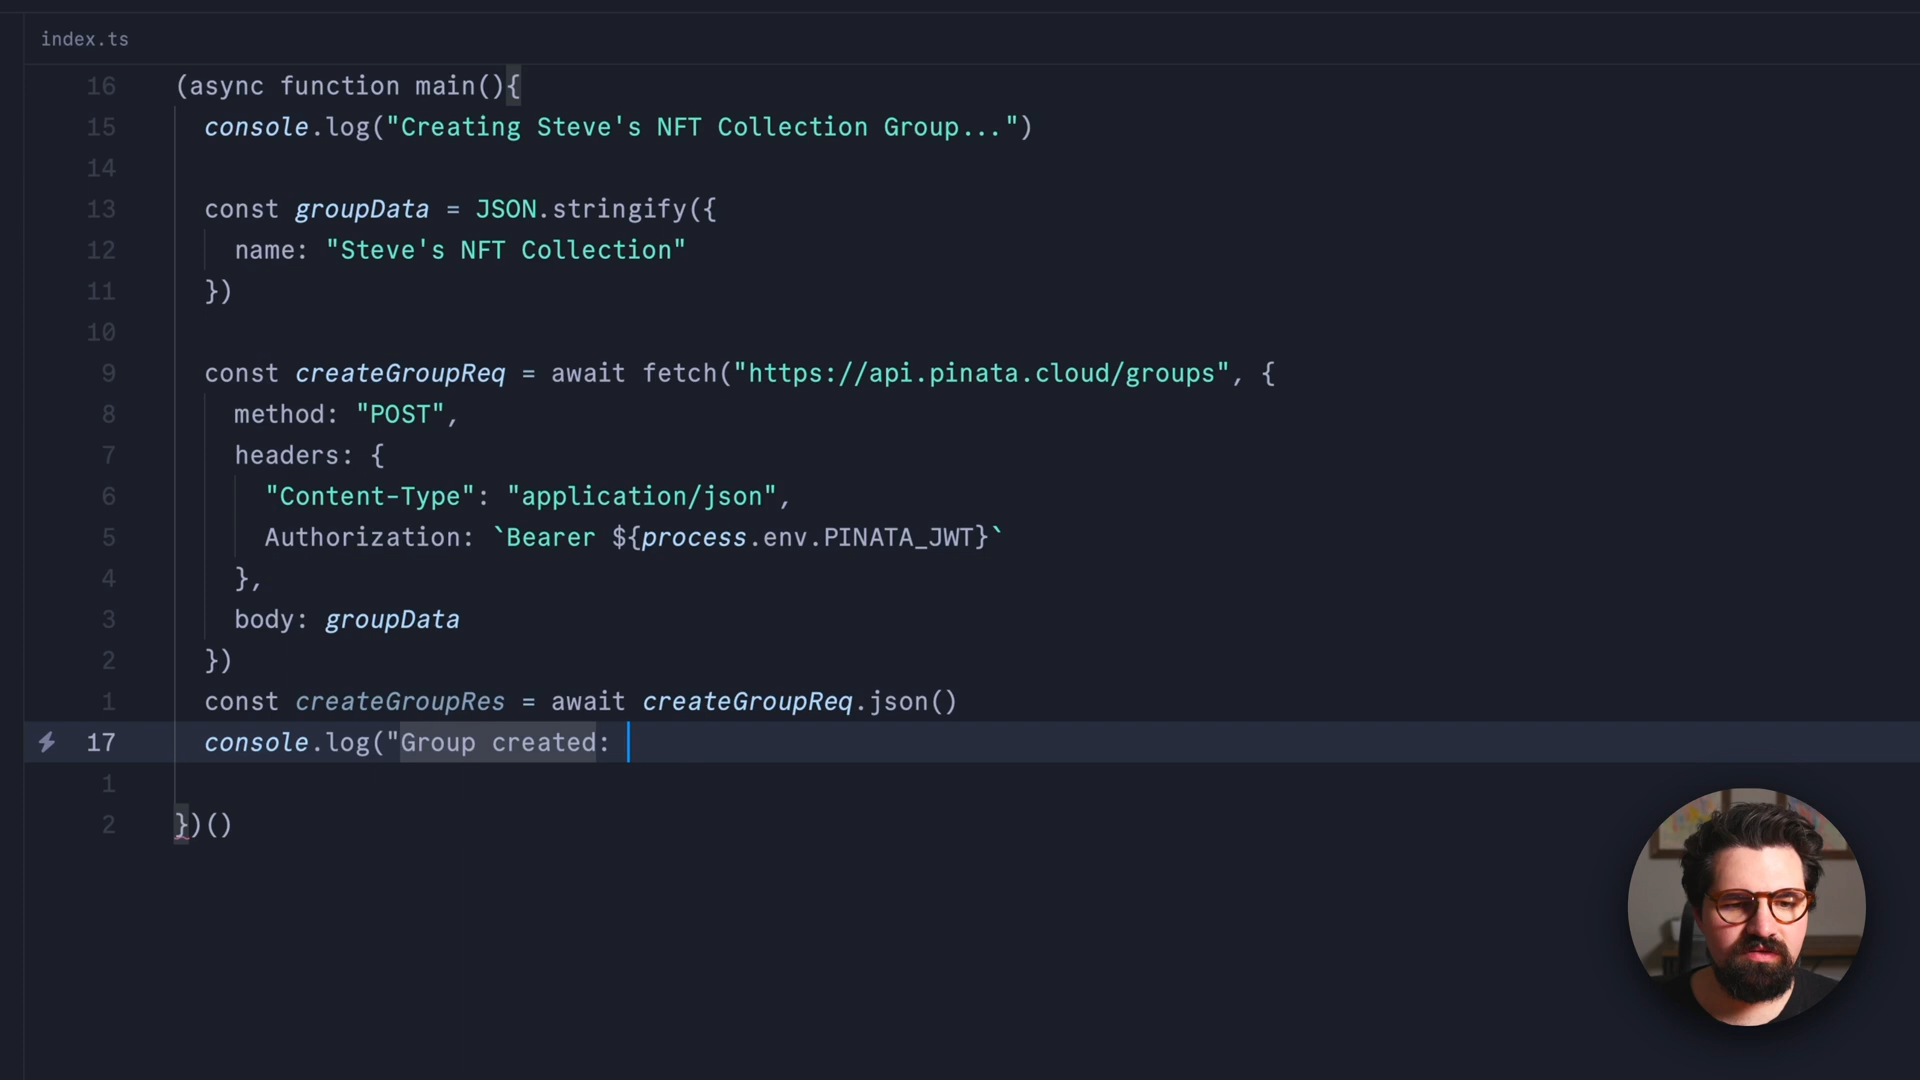 index.ts
16 (async function main(){
15 console.log("Creating Steve's NFT Collection Group...")
14
13 const groupData = JSON.stringify({
12 name: "Steve's NFT Collection"
11 })
10
9 const createGroupReq = await fetch("https://api.pinata.cloud/groups", {
8 method: "POST",
7 headers: {
6 "Content-Type": "application/json",
5 Authorization: `Bearer ${process.env.PINATA_JWT}`
4 },
3 body: groupData
2 })
1 const createGroupRes = await createGroupReq.json()
17 console.log("Group created:
1
2 })()